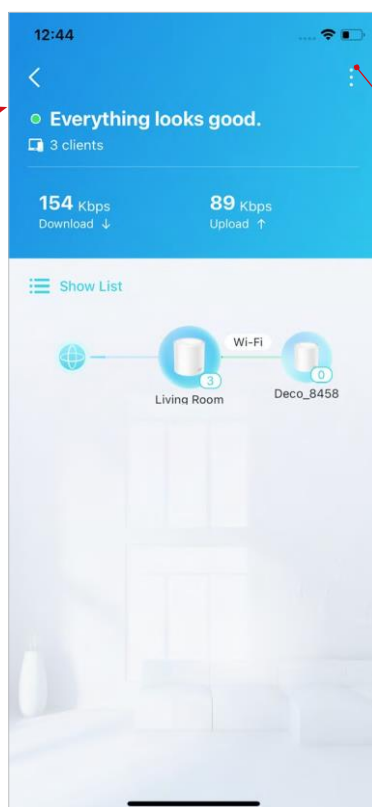 12:44
Everything looks good.
3 clients
154 Kbps
89 Kbps
Download ↓
Upload ↑
Show List
Wi-Fi
3
0
Living Room
Deco_8458